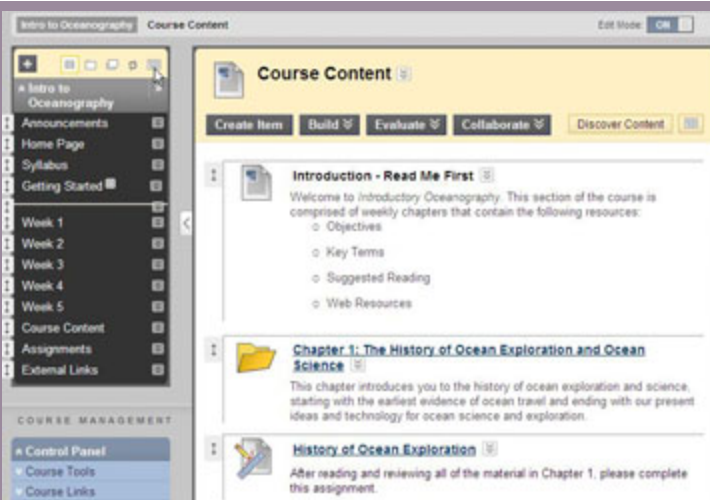 Intro to Oceanography Course Content
Edit Mode: ON
Intro to
Oceanography
Announcements
Home Page
Syllabus
Getting Started
Week 1
Week 2
Week 3
Week 4
Week 5
Course Content
Assignments
External Links
COURSE MANAGEMENT
Control Panel
Course Tools
Course Links
Course Content
Create Item Build Evaluate Collaborate Discover Content
Introduction - Read Me First
Welcome to Introductory Oceanography. This section of the course is
comprised of weekly chapters that contain the following resources:
Objectives
Key Terms
Suggested Reading
Web Resources
Chapter 1: The History of Ocean Exploration and Ocean
Science
This chapter introduces you to the history of ocean exploration and science,
starting with the earliest evidence of ocean travel and ending with our present
ideas and technology for ocean science and exploration.
History of Ocean Exploration
After reading and reviewing all of the material in Chapter 1, please complete
this assignment.